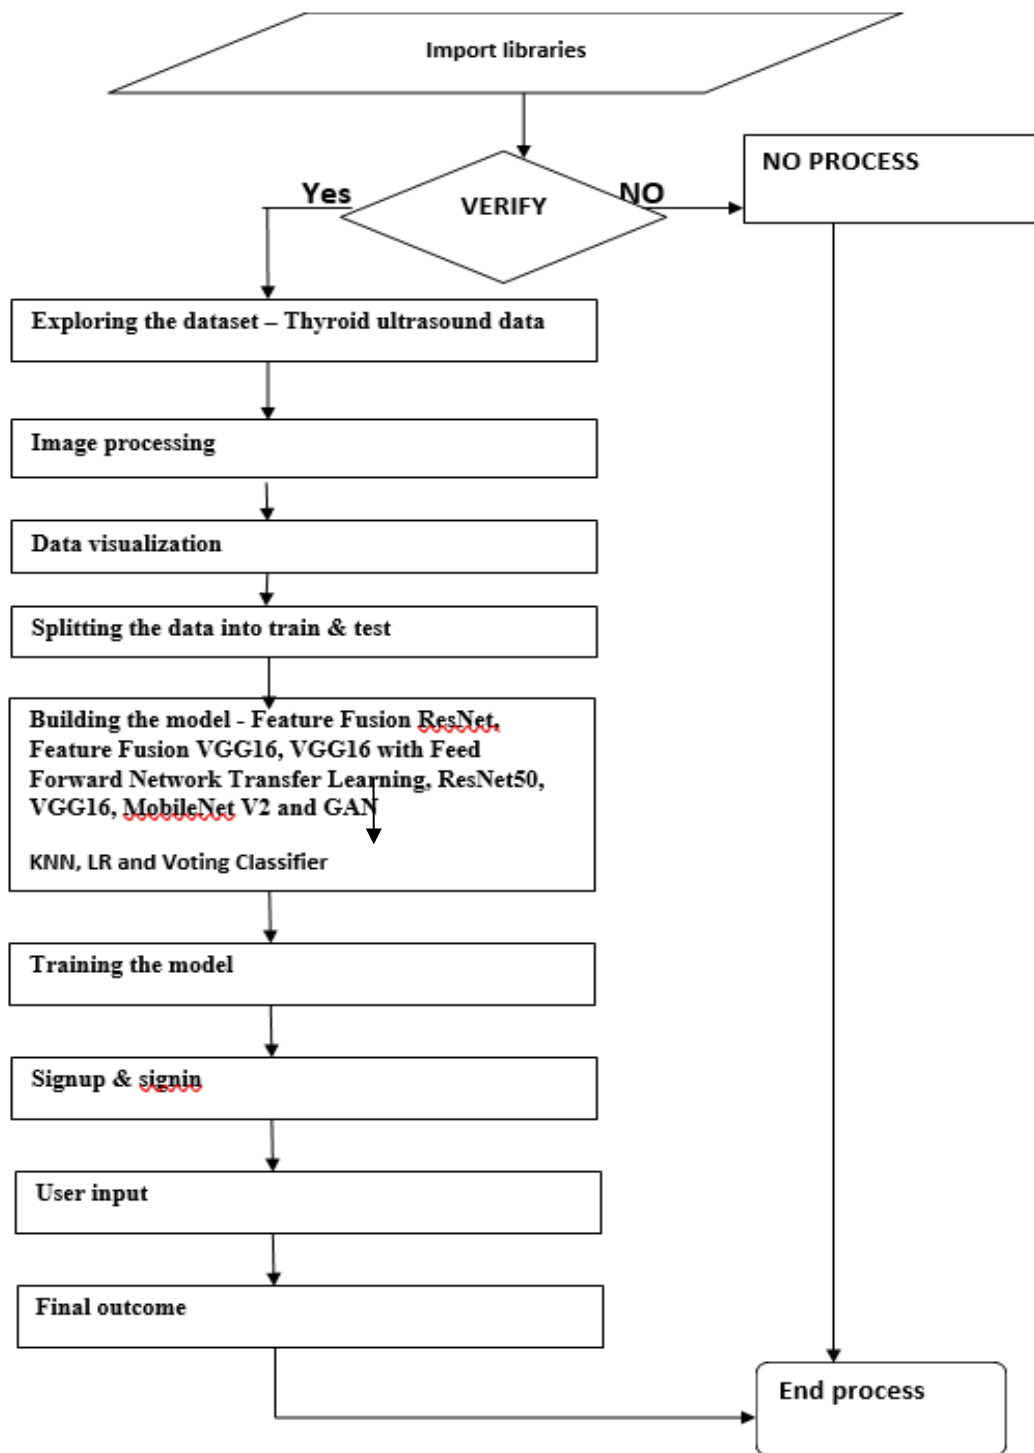 Import libraries
Yes
VERIFY
NO
NO PROCESS
Exploring the dataset – Thyroid ultrasound data
Image processing
Data visualization
Splitting the data into train & test
Building the model - Feature Fusion ResNet,
Feature Fusion VGG16, VGG16 with Feed
Forward Network Transfer Learning, ResNet50,
VGG16, MobileNet V2 and GAN
KNN, LR and Voting Classifier
Training the model
Signup & signin
User input
Final outcome
End process